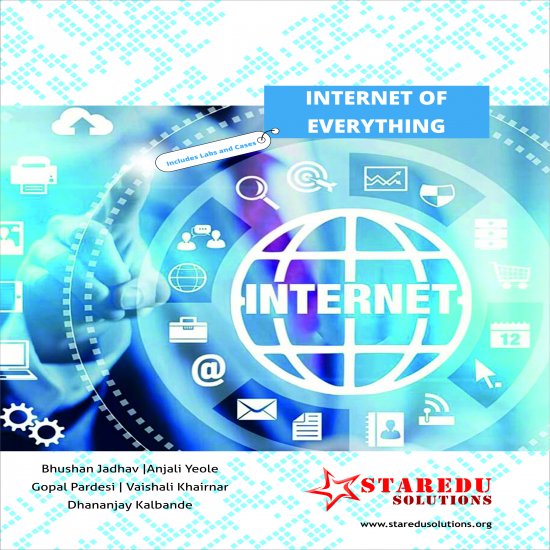 INTERNET OF
EVERYTHING
Includes Labs and Cases
INTERNET
12
@
Bhushan Jadhav |Anjali Yeole
Gopal Pardesi | Vaishali Khairnar
Dhananjay Kalbande
STAREDU
SOLUTIONS
www.staredusolutions.org